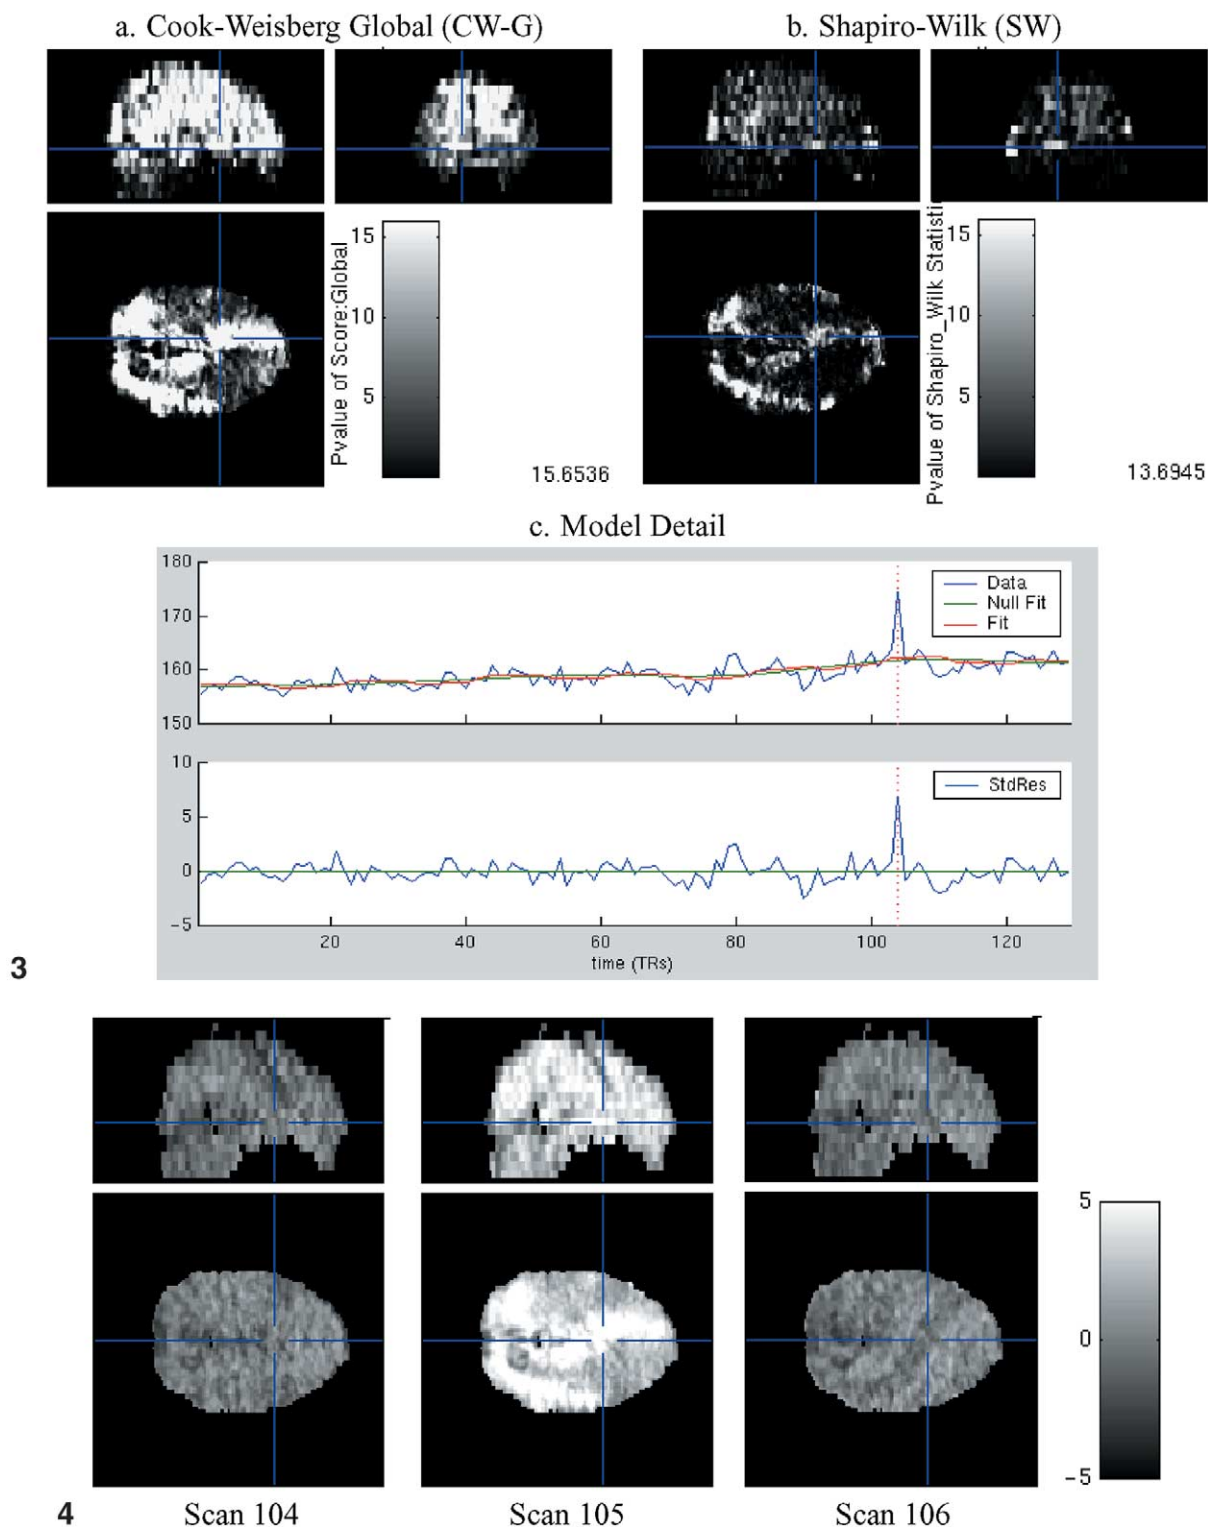 a. Cook-Weisberg Global (CW-G)
b. Shapiro-Wilk (SW)
Pvalue of Score:Global
15
10
5
15.6536
Pvalue of Shapiro_Wilk Statisti
15
10
5
13.6945
c. Model Detail
180
170
160
150
Data
Null Fit
Fit
10
5
0
-5
StdRes
20 40 60 80 100 120
time (TRs)
3
5
0
-5
4
Scan 104 Scan 105 Scan 106